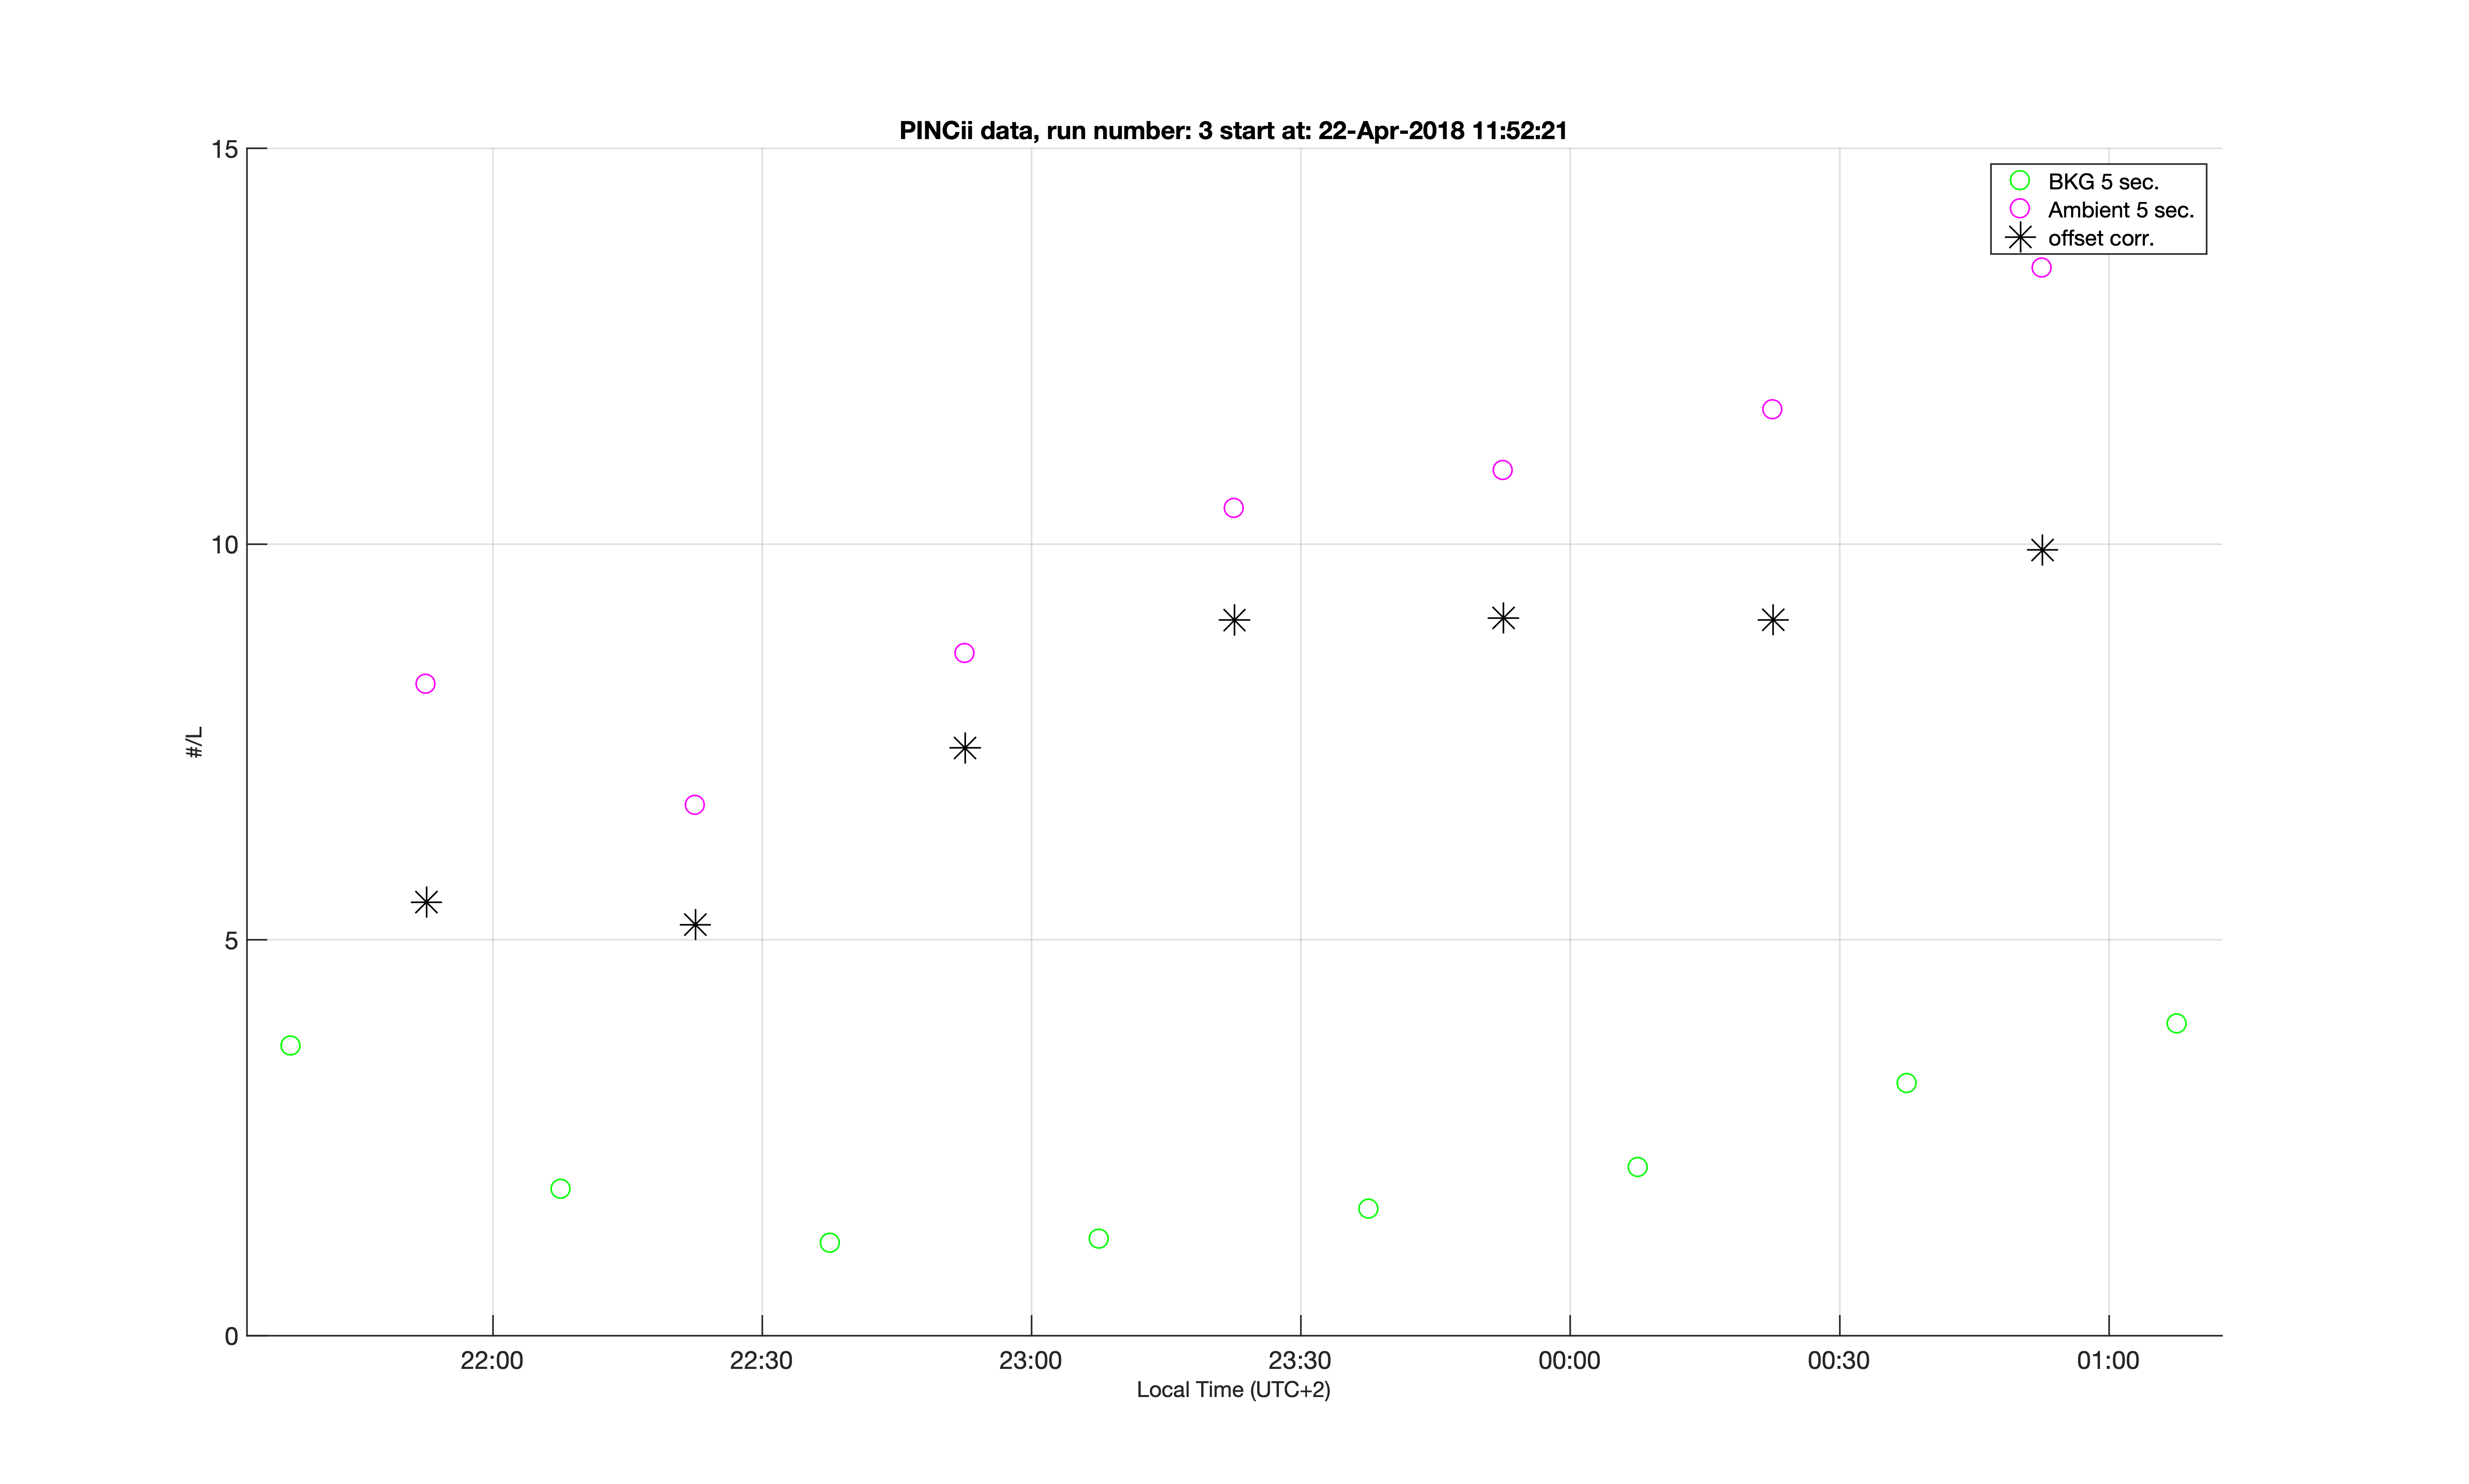 PINCii data, run number: 3 start at: 22-Apr-2018 11:52:21
15
BKG 5 sec.
Ambient 5 sec.
offset corr.
10
#/L
5
0
22:00 22:30 23:00 23:30 00:00 00:30 01:00
Local Time (UTC+2)